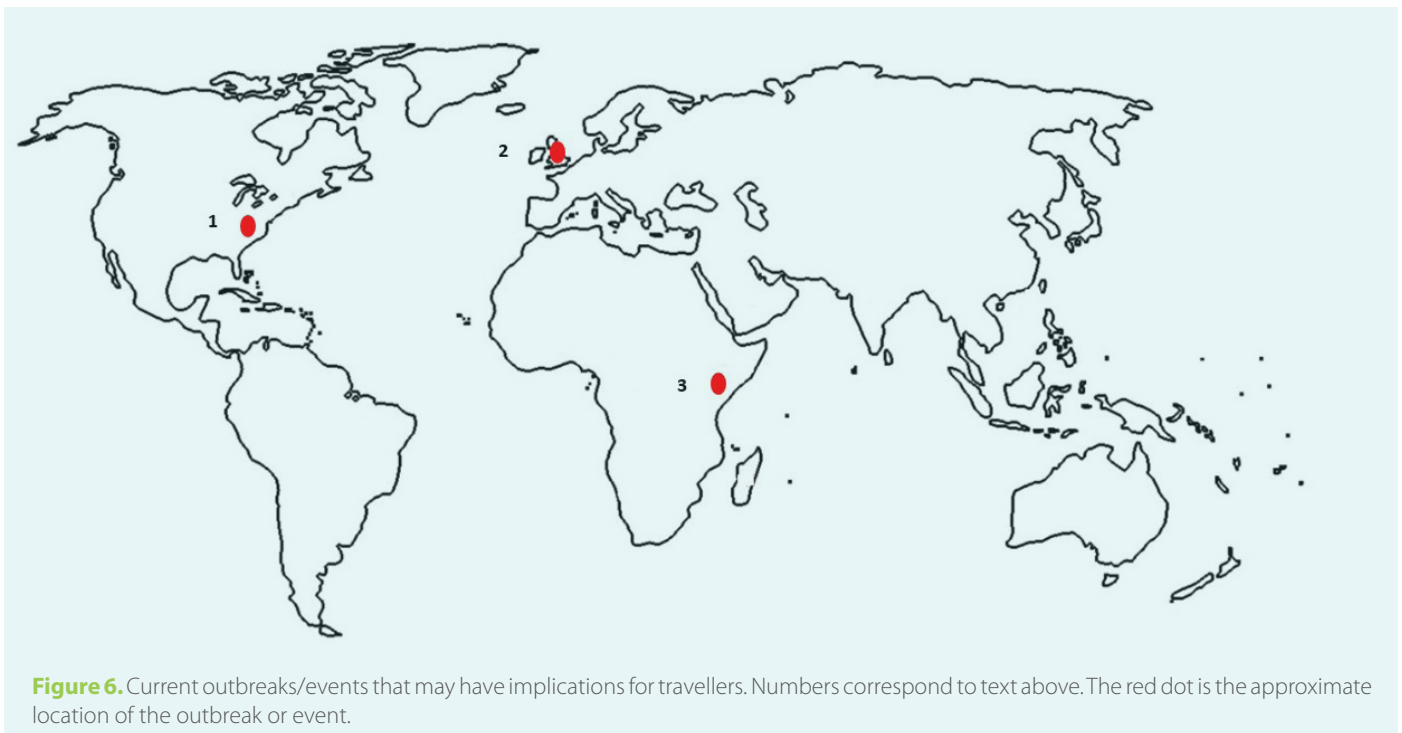 2
1
3
Figure 6. Current outbreaks/events that may have implications for travellers. Numbers correspond to text above. The red dot is the approximate
location of the outbreak or event.